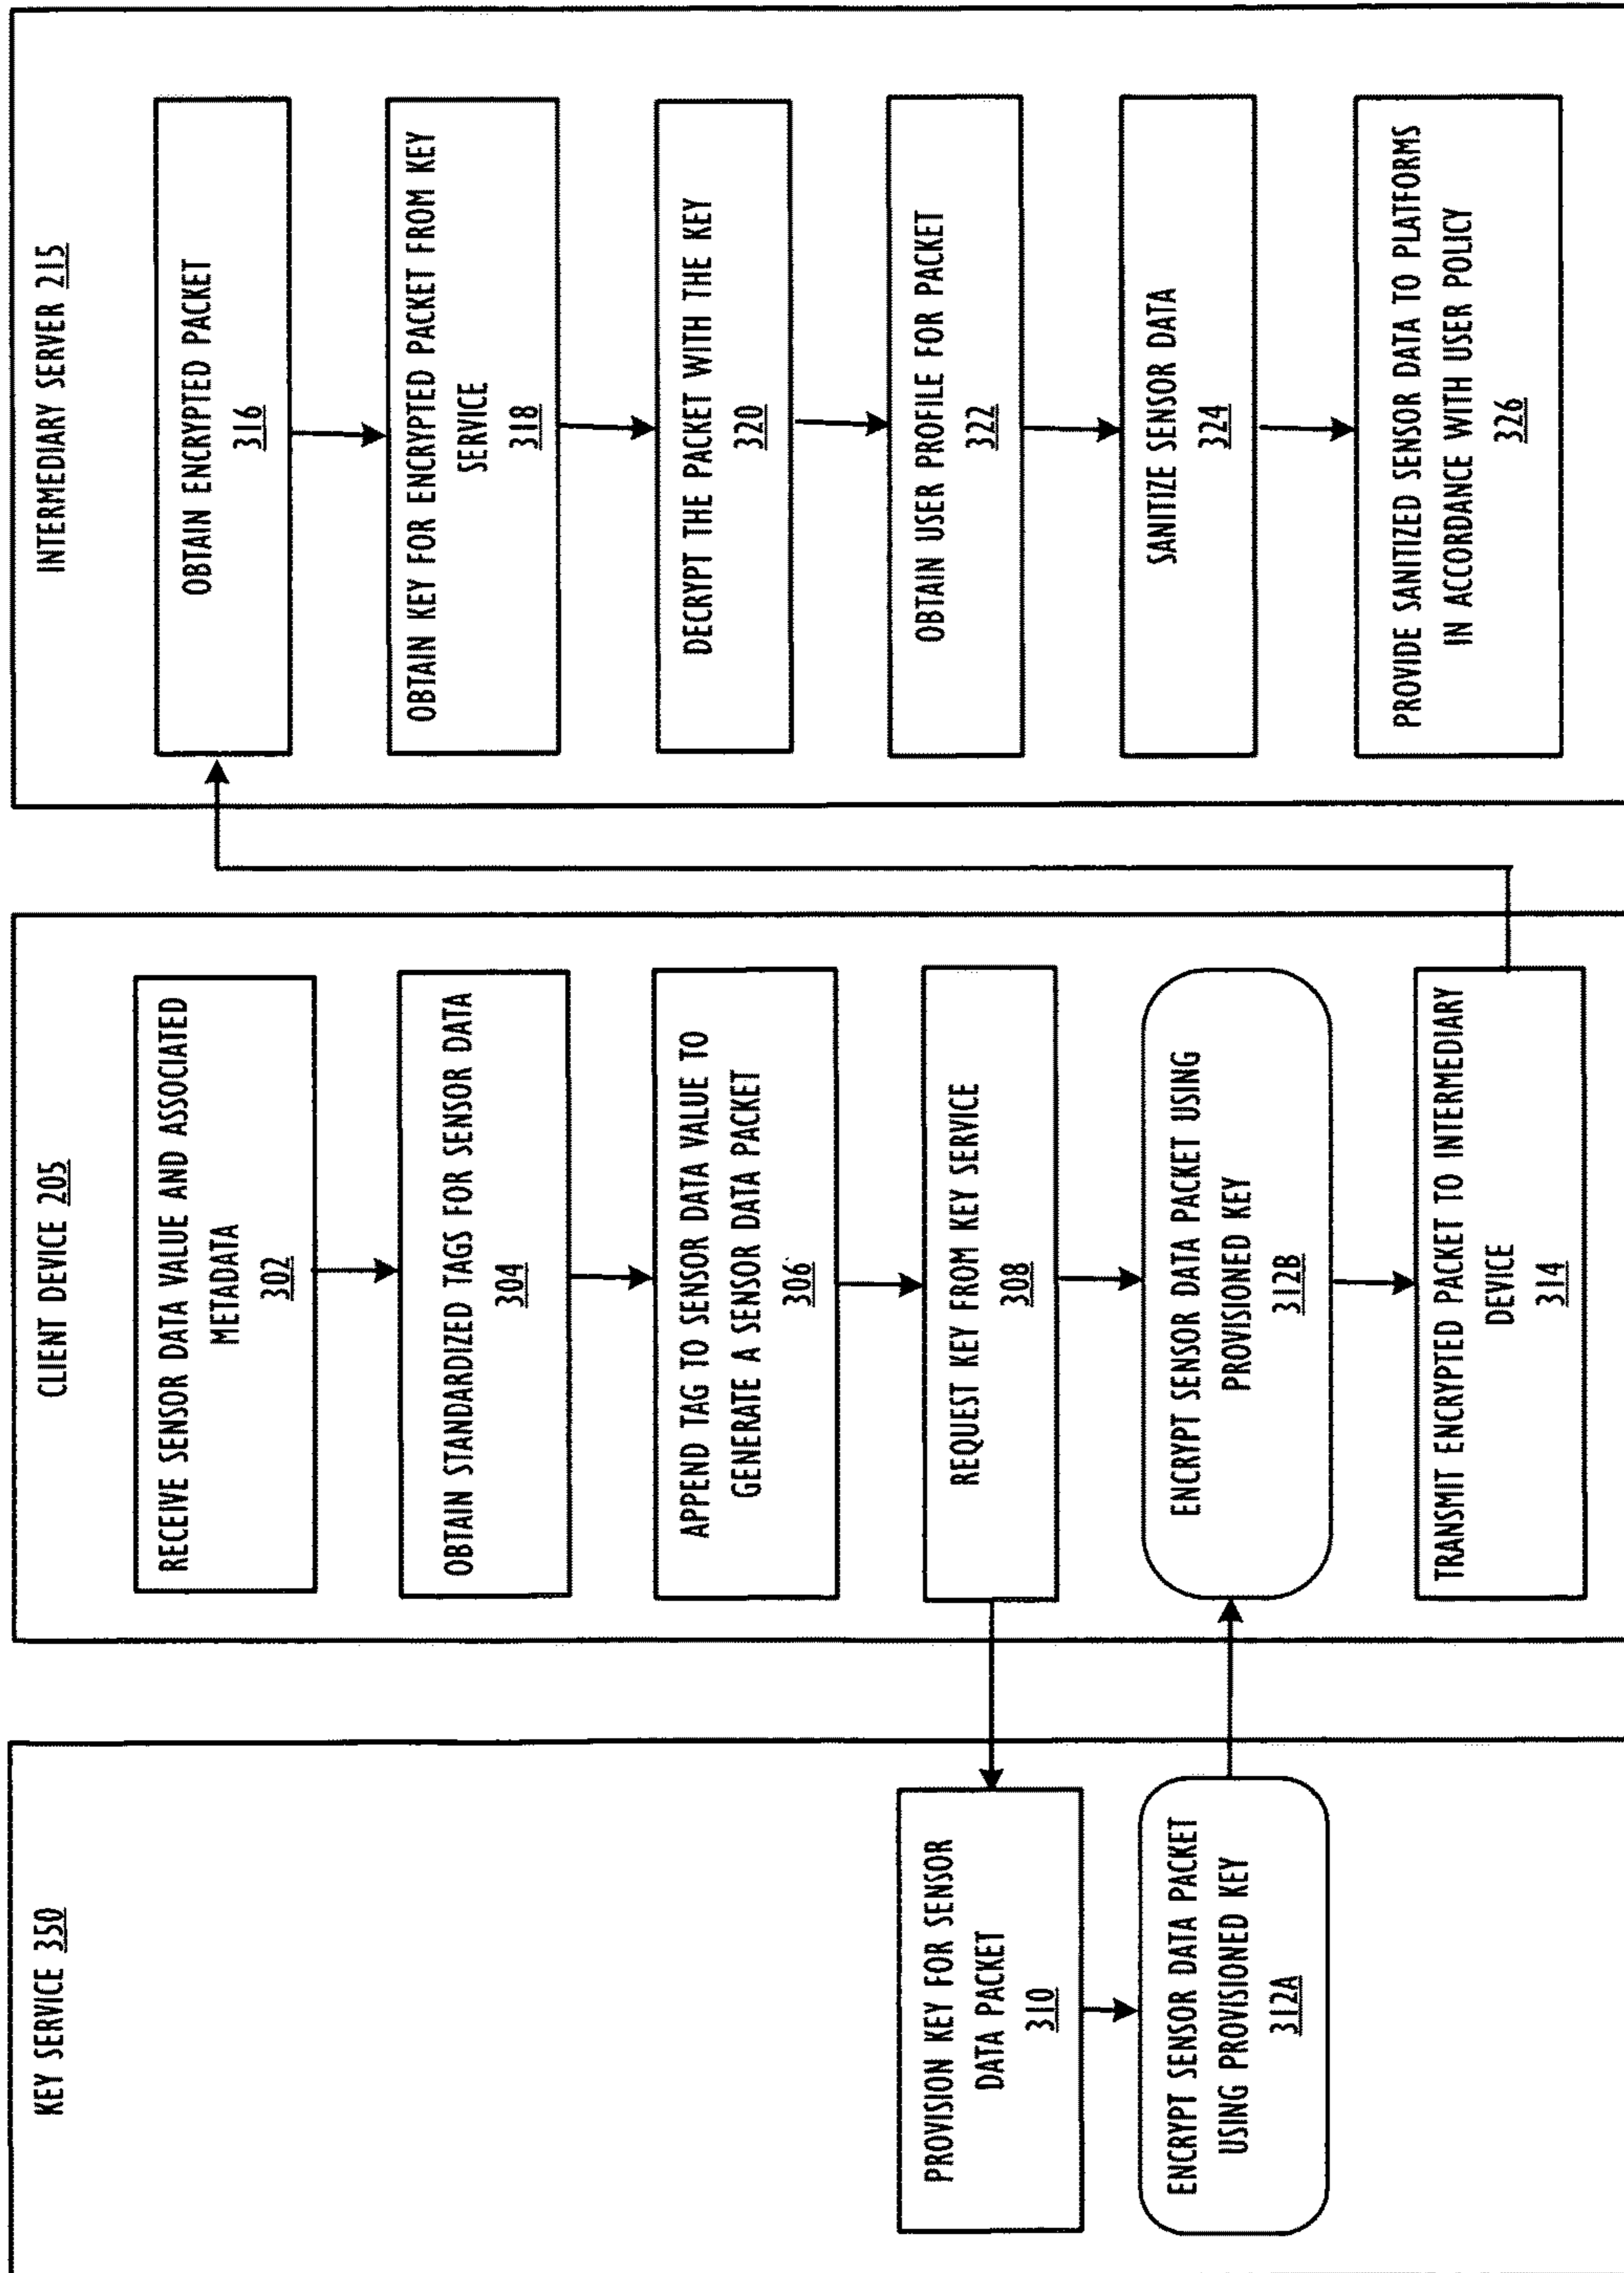 KEY SERVICE 350
PROVISION KEY FOR SENSOR
DATA PACKET
310
ENCRYPT SENSOR DATA PACKET
USING PROVISIONED KEY
312A
CLIENT DEVICE 205
RECEIVE SENSOR DATA VALUE AND ASSOCIATED
METADATA
302
OBTAIN STANDARDIZED TAGS FOR SENSOR DATA
304
APPEND TAG TO SENSOR DATA VALUE TO
GENERATE A SENSOR DATA PACKET
306
REQUEST KEY FROM KEY SERVICE
308
ENCRYPT SENSOR DATA PACKET USING
PROVISIONED KEY
312B
TRANSMIT ENCRYPTED PACKET TO INTERMEDIARY
DEVICE
314
INTERMEDIARY SERVER 215
OBTAIN ENCRYPTED PACKET
316
OBTAIN KEY FOR ENCRYPTED PACKET FROM KEY
SERVICE
318
DECRYPT THE PACKET WITH THE KEY
320
OBTAIN USER PROFILE FOR PACKET
322
SANITIZE SENSOR DATA
324
PROVIDE SANITIZED SENSOR DATA TO PLATFORMS
IN ACCORDANCE WITH USER POLICY
326